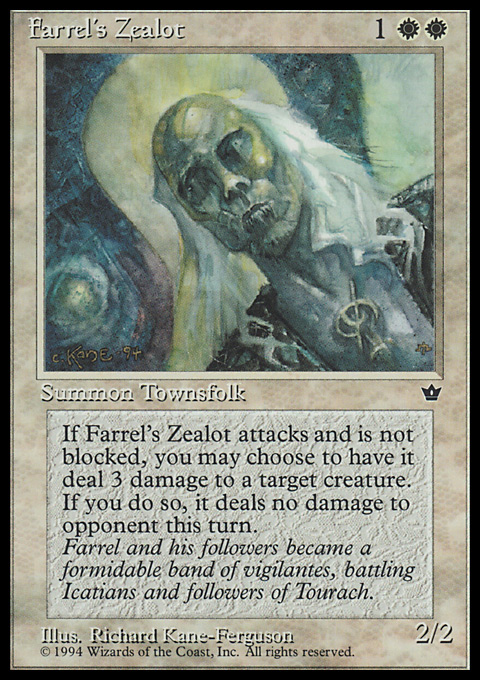 Farrel's Zealot 1
c. Kane '94
Summon Townsfolk
If Farrel's Zealot attacks and is not
blocked, you may choose to have it
deal 3 damage to a target creature.
If you do so, it deals no damage to
opponent this turn.
Farrel and his followers became a
formidable band of vigilantes, battling
Icatians and followers of Tourach.
Illus. Richard Kane-Ferguson
2/2
© 1994 Wizards of the Coast, Inc. All rights reserved.